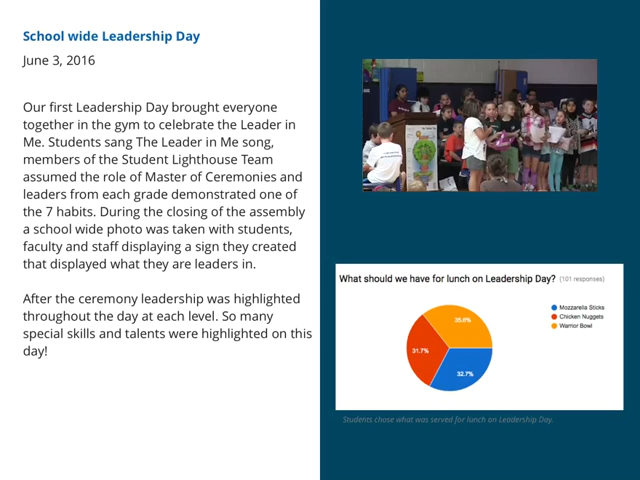 School wide Leadership Day
June 3, 2016
Our first Leadership Day brought everyone
together in the gym to celebrate the Leader in
Me. Students sang The Leader in Me song,
members of the Student Lighthouse Team
assumed the role of Master of Ceremonies and
leaders from each grade demonstrated one of
the 7 habits. During the closing of the assembly
a school wide photo was taken with students,
faculty and staff displaying a sign they created
that displayed what they are leaders in.
After the ceremony leadership was highlighted
throughout the day at each level. So many
special skills and talents were highlighted on this
day!
What should we have for lunch on Leadership Day? (101 responses)
Mozzarella Sticks
Chicken Nuggets
Warrior Bowl
35.6%
31.7%
32.7%
Students chose what was served for lunch on Leadership Day.